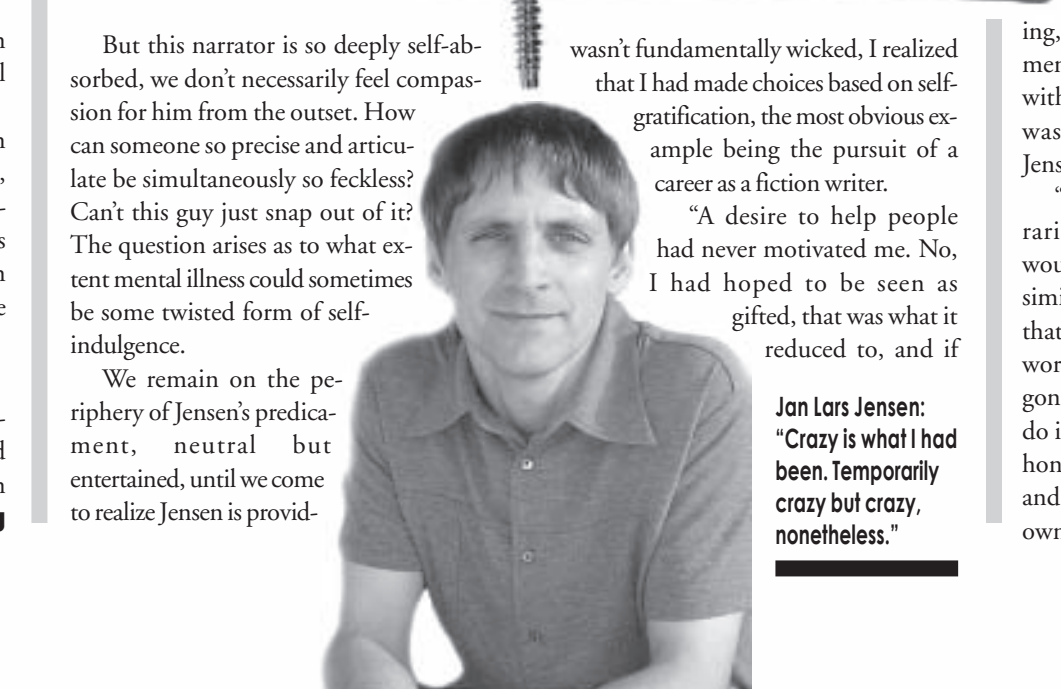 But this narrator is so deeply self-ab-
sorbed, we don't necessarily feel compas-
sion for him from the outset. How
can someone so precise and articu-
late be simultaneously so feckless?
Can't this guy just snap out of it?
The question arises as to what ex-
tent mental illness could sometimes
be some twisted form of self-
indulgence.
We remain on the pe-
riphery of Jensen's predica-
ment, neutral but
entertained, until we come
to realize Jensen is provid-
wasn't fundamentally wicked, I realized
that I had made choices based on self-
gratification, the most obvious ex-
ample being the pursuit of a
career as a fiction writer.
“A desire to help people
had never motivated me. No,
I had hoped to be seen as
gifted, that was what it
reduced to, and if
Jan Lars Jensen:
“Crazy is what I had
been. Temporarily
crazy but crazy,
nonetheless.”
ing,
with
was
Jens
“
rari
wou
simi
that
wor
gon
do i
hon
and
own